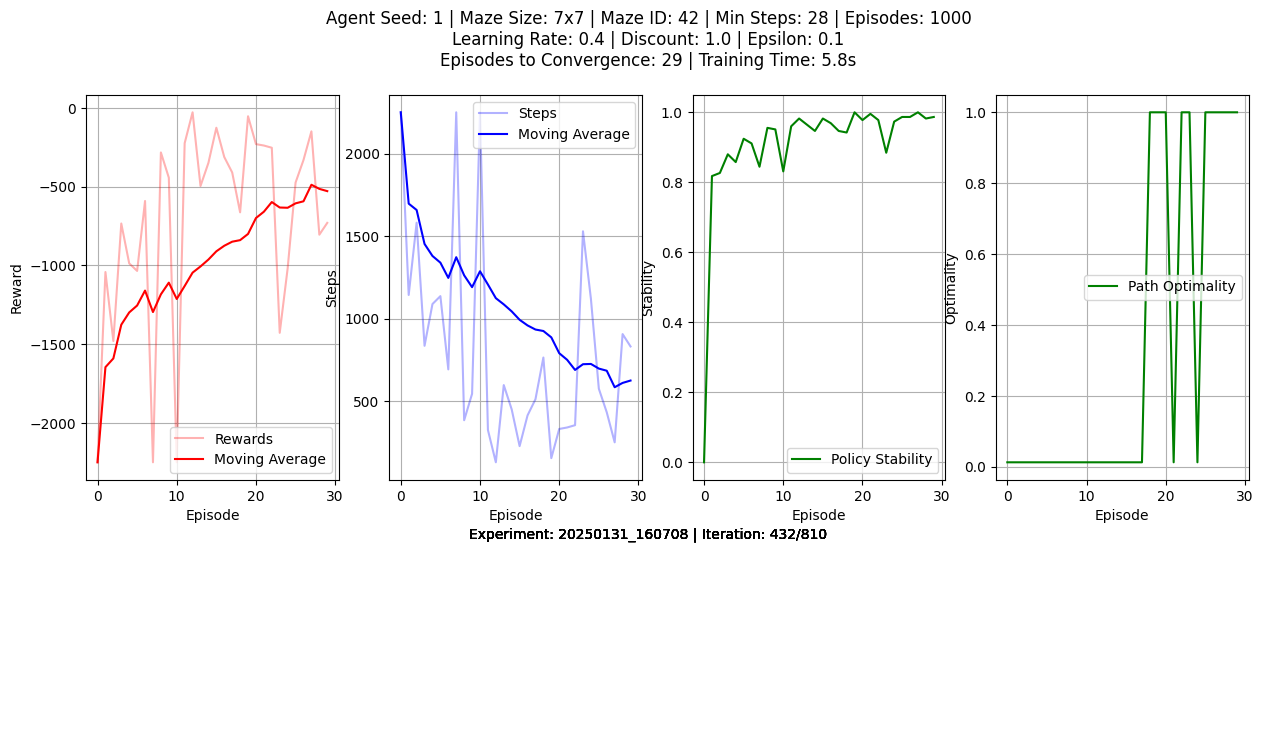 Agent Seed: 1 | Maze Size: 7x7 | Maze ID: 42 | Min Steps: 28 | Episodes: 1000
Learning Rate: 0.4 | Discount: 1.0 | Epsilon: 0.1
Episodes to Convergence: 29 | Training Time: 5.8s
Reward
0
−500
−1000
−1500
−2000
Rewards
Moving Average
0
10
20
30
Episode
Steps
2000
1500
1000
500
Steps
Moving Average
0
10
20
30
Episode
Stability
1.0
0.8
0.6
0.4
0.2
0.0
Policy Stability
0
10
20
30
Episode
Optimality
1.0
0.8
0.6
0.4
0.2
0.0
Path Optimality
0
10
20
30
Episode
Experiment: 20250131_160708 | Iteration: 432/810